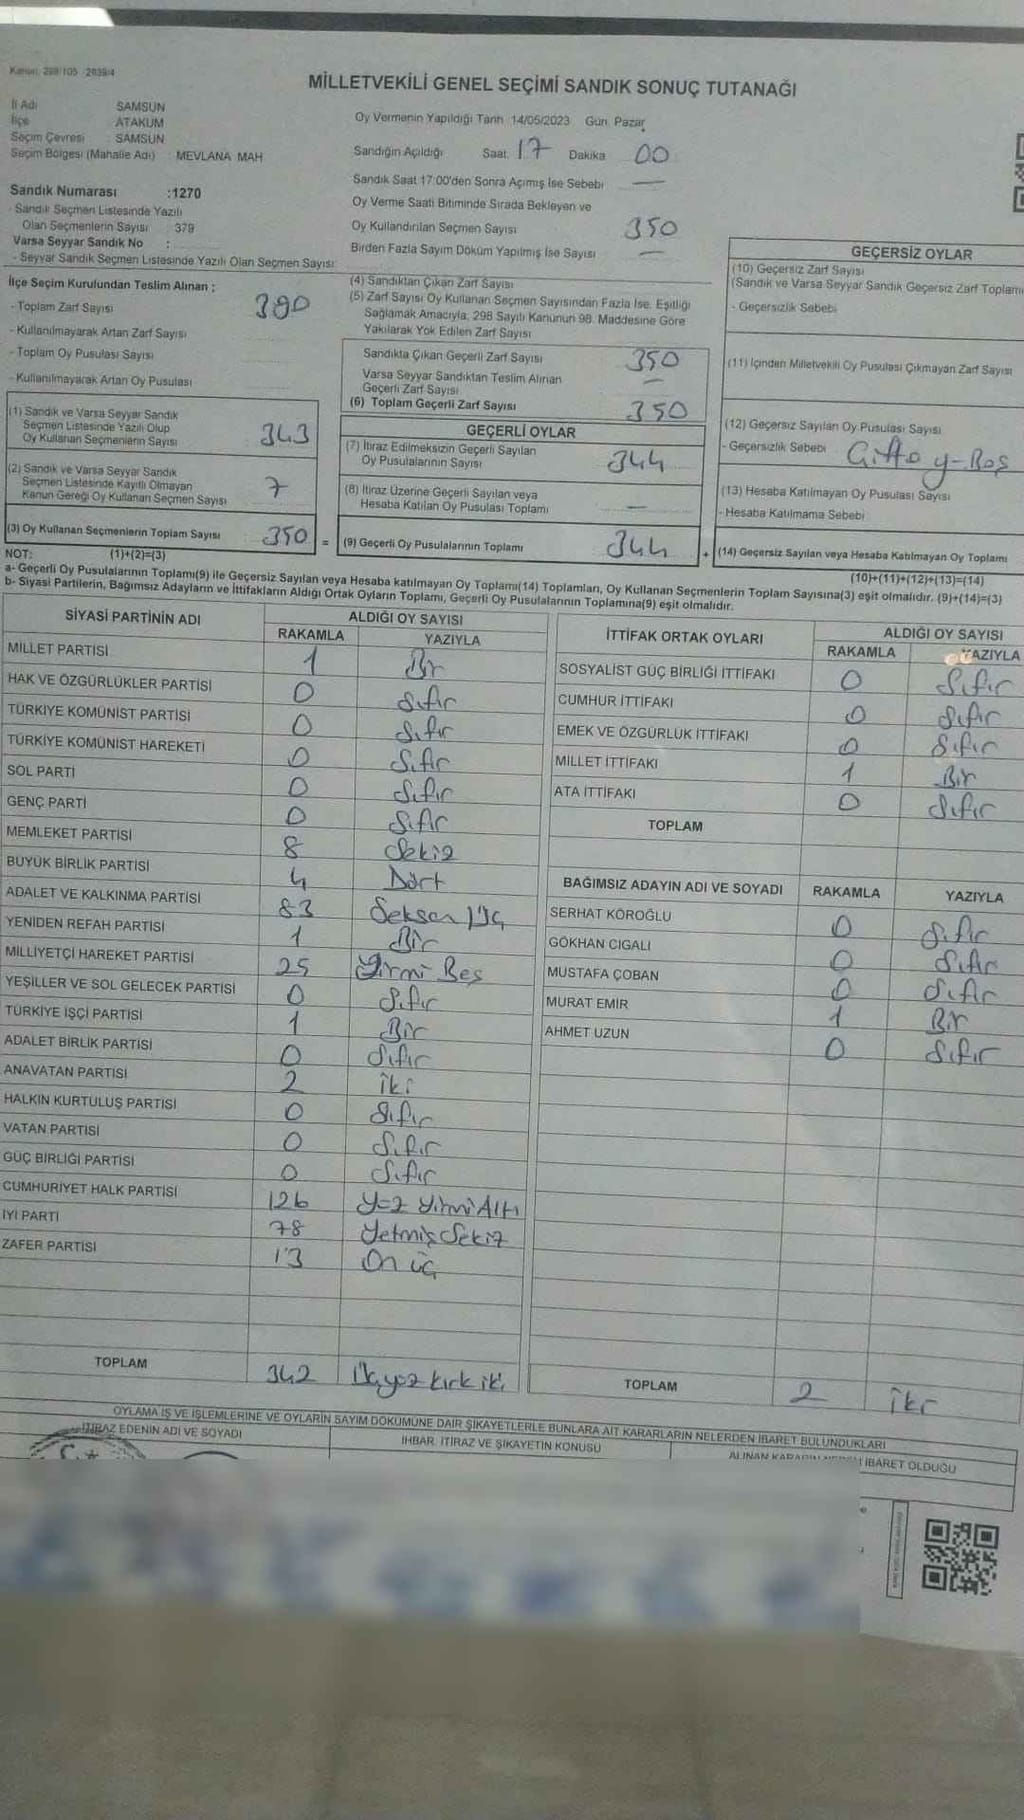 Kanun: 298/105 2839/4
MİLLETVEKİLİ GENEL SEÇİMİ SANDIK SONUÇ TUTANAĞI
İl Adı SAMSUN
İlçe ATAKUM
Seçim Çevresi SAMSUN
Seçim Bölgesi (Mahalle Adı) MEVLANA MAH
Sandık Numarası :1270
- Sandık Seçmen Listesinde Yazılı
Olan Seçmenlerin Sayısı : 379
Varsa Seyyar Sandık No :
- Seyyar Sandık Seçmen Listesinde Yazılı Olan Seçmen Sayısı:
Oy Vermenin Yapıldığı Tarih 14/05/2023 Gün: Pazar
Sandığın Açıldığı Saat: 17 Dakika 00
Sandık Saat 17:00'den Sonra Açımış İse Sebebi —
Oy Verme Saati Bitiminde Sırada Bekleyen ve
Oy Kullandırılan Seçmen Sayısı 350
Birden Fazla Sayım Döküm Yapılmış İse Sayısı —
İlçe Seçim Kurulundan Teslim Alınan :
- Toplam Zarf Sayısı 390
- Kullanılmayarak Artan Zarf Sayısı
- Toplam Oy Pusulası Sayısı
- Kullanılmayarak Artan Oy Pusulası
(4) Sandıktan Çıkan Zarf Sayısı
(5) Zarf Sayısı Oy Kullanan Seçmen Sayısından Fazla İse, Eşitliği
Sağlamak Amacıyla, 298 Sayılı Kanunun 98. Maddesine Göre
Yakılarak Yok Edilen Zarf Sayısı
Sandıkta Çıkan Geçerli Zarf Sayısı 350
Varsa Seyyar Sandıktan Teslim Alınan
Geçerli Zarf Sayısı —
(6) Toplam Geçerli Zarf Sayısı 350
GEÇERSİZ OYLAR
(10) Geçersiz Zarf Sayısı
(Sandık ve Varsa Seyyar Sandık Geçersiz Zarf Toplamı
- Geçersizlik Sebebi
(11) İçinden Milletvekili Oy Pusulası Çıkmayan Zarf Sayısı
(12) Geçersiz Sayılan Oy Pusulası Sayısı
- Geçersizlik Sebebi Çift oy-Boş
(13) Hesaba Katılmayan Oy Pusulası Sayısı
- Hesaba Katılmama Sebebi
(1) Sandık ve Varsa Seyyar Sandık
Seçmen Listesinde Yazılı Olup
Oy Kullanan Seçmenlerin Sayısı 343
(2) Sandık ve Varsa Seyyar Sandık
Seçmen Listesinde Kayıtlı Olmayan
Kanun Gereği Oy Kullanan Seçmen Sayısı 7
GEÇERLİ OYLAR
(7) İtiraz Edilmeksizin Geçerli Sayılan
Oy Pusulalarının Sayısı 344
(8) İtiraz Üzerine Geçerli Sayılan veya
Hesaba Katılan Oy Pusulası Toplamı —
(3) Oy Kullanan Seçmenlerin Toplam Sayısı 350 = (9) Geçerli Oy Pusulalarının Toplamı 344 + (14) Geçersiz Sayılan veya Hesaba Katılmayan Oy Toplamı
NOT: (1)+(2)=(3) (10)+(11)+(12)+(13)=(14)
a- Geçerli Oy Pusulalarının Toplamı(9) ile Geçersiz Sayılan veya Hesaba katılmayan Oy Toplamı(14) Toplamları, Oy Kullanan Seçmenlerin Toplam Sayısına(3) eşit olmalıdır. (9)+(14)=(3)
b- Siyasi Partilerin, Bağımsız Adayların ve İttifakların Aldığı Ortak Oyların Toplamı, Geçerli Oy Pusulalarının Toplamına(9) eşit olmalıdır.
SİYASİ PARTİNİN ADI ALDIĞI OY SAYISI
RAKAMLA YAZIYLA
MİLLET PARTİSİ 1 Bir
HAK VE ÖZGÜRLÜKLER PARTİSİ 0 Sıfır
TÜRKİYE KOMÜNİST PARTİSİ 0 Sıfır
TÜRKİYE KOMÜNİST HAREKETİ 0 Sıfır
SOL PARTİ 0 Sıfır
GENÇ PARTİ 0 Sıfır
MEMLEKET PARTİSİ 8 Sekiz
BÜYÜK BİRLİK PARTİSİ 4 Dört
ADALET VE KALKINMA PARTİSİ 83 Seksen Üç
YENİDEN REFAH PARTİSİ 1 Bir
MİLLİYETÇİ HAREKET PARTİSİ 25 Yirmi Beş
YEŞİLLER VE SOL GELECEK PARTİSİ 0 Sıfır
TÜRKİYE İŞÇİ PARTİSİ 1 Bir
ADALET BİRLİK PARTİSİ 0 Sıfır
ANAVATAN PARTİSİ 2 İki
HALKIN KURTULUŞ PARTİSİ 0 Sıfır
VATAN PARTİSİ 0 Sıfır
GÜÇ BİRLİĞİ PARTİSİ 0 Sıfır
CUMHURİYET HALK PARTİSİ 126 Yüz Yirmi Altı
İYİ PARTİ 78 Yetmiş Sekiz
ZAFER PARTİSİ 13 On üç
TOPLAM 342 Üçyüz kırk iki
İTTİFAK ORTAK OYLARI ALDIĞI OY SAYISI
RAKAMLA YAZIYLA
SOSYALİST GÜÇ BİRLİĞİ İTTİFAKI 0 Sıfır
CUMHUR İTTİFAKI 0 Sıfır
EMEK VE ÖZGÜRLÜK İTTİFAKI 0 Sıfır
MİLLET İTTİFAKI 1 Bir
ATA İTTİFAKI 0 Sıfır
TOPLAM
BAĞIMSIZ ADAYIN ADI VE SOYADI RAKAMLA YAZIYLA
SERHAT KÖROĞLU 0 Sıfır
GÖKHAN CIGALI 0 Sıfır
MUSTAFA ÇOBAN 0 Sıfır
MURAT EMİR 1 Bir
AHMET UZUN 0 Sıfır
TOPLAM 2 İki
OYLAMA İŞ VE İŞLEMLERİNE VE OYLARIN SAYIM DÖKÜMÜNE DAİR ŞİKAYETLERLE BUNLARA AİT KARARLARIN NELERDEN İBARET BULUNDUKLARI
İTİRAZ EDENİN ADI VE SOYADI İHBAR, İTİRAZ VE ŞİKAYETİN KONUSU ALINAN KARARIN İBARET OLDUĞU